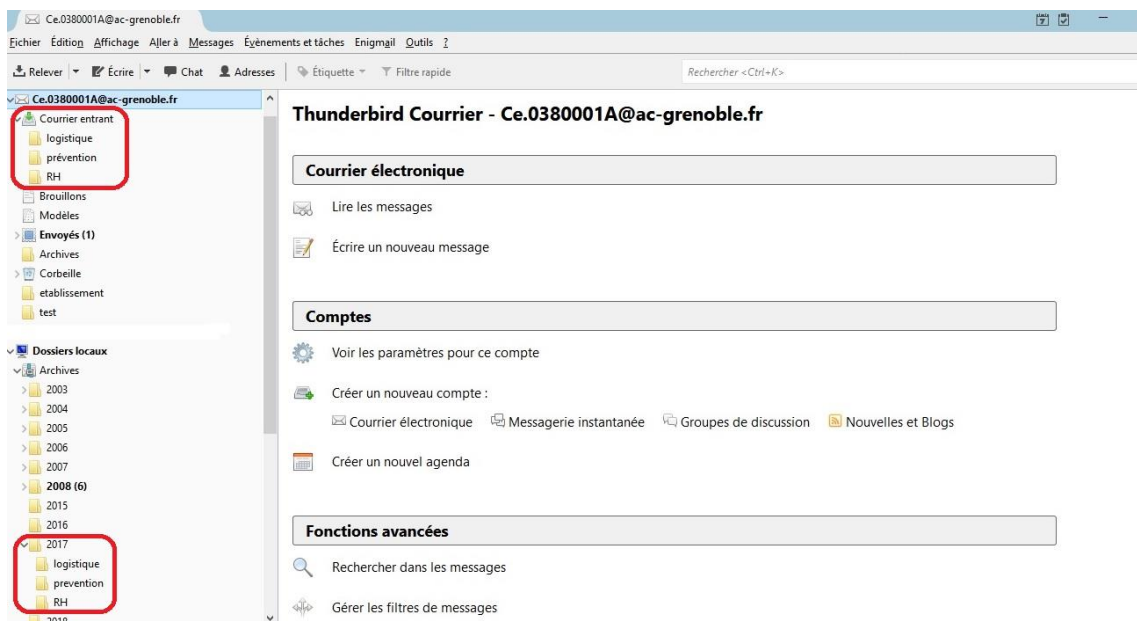 Ce.0380001A@ac-grenoble.fr
Fichier Édition Affichage Aller à Messages Évènements et tâches Enigmail Outils ?
Relever Écrire Chat Adresses Étiquette Filtre rapide Rechercher <Ctrl+K>
Ce.0380001A@ac-grenoble.fr
Courrier entrant
logistique
prévention
RH
Brouillons
Modèles
Envoyés (1)
Archives
Corbeille
etablissement
test
Dossiers locaux
Archives
2003
2004
2005
2006
2007
2008 (6)
2015
2016
2017
logistique
prevention
RH
2018
Thunderbird Courrier - Ce.0380001A@ac-grenoble.fr
Courrier électronique
Lire les messages
Écrire un nouveau message
Comptes
Voir les paramètres pour ce compte
Créer un nouveau compte :
Courrier électronique Messagerie instantanée Groupes de discussion Nouvelles et Blogs
Créer un nouvel agenda
Fonctions avancées
Rechercher dans les messages
Gérer les filtres de messages